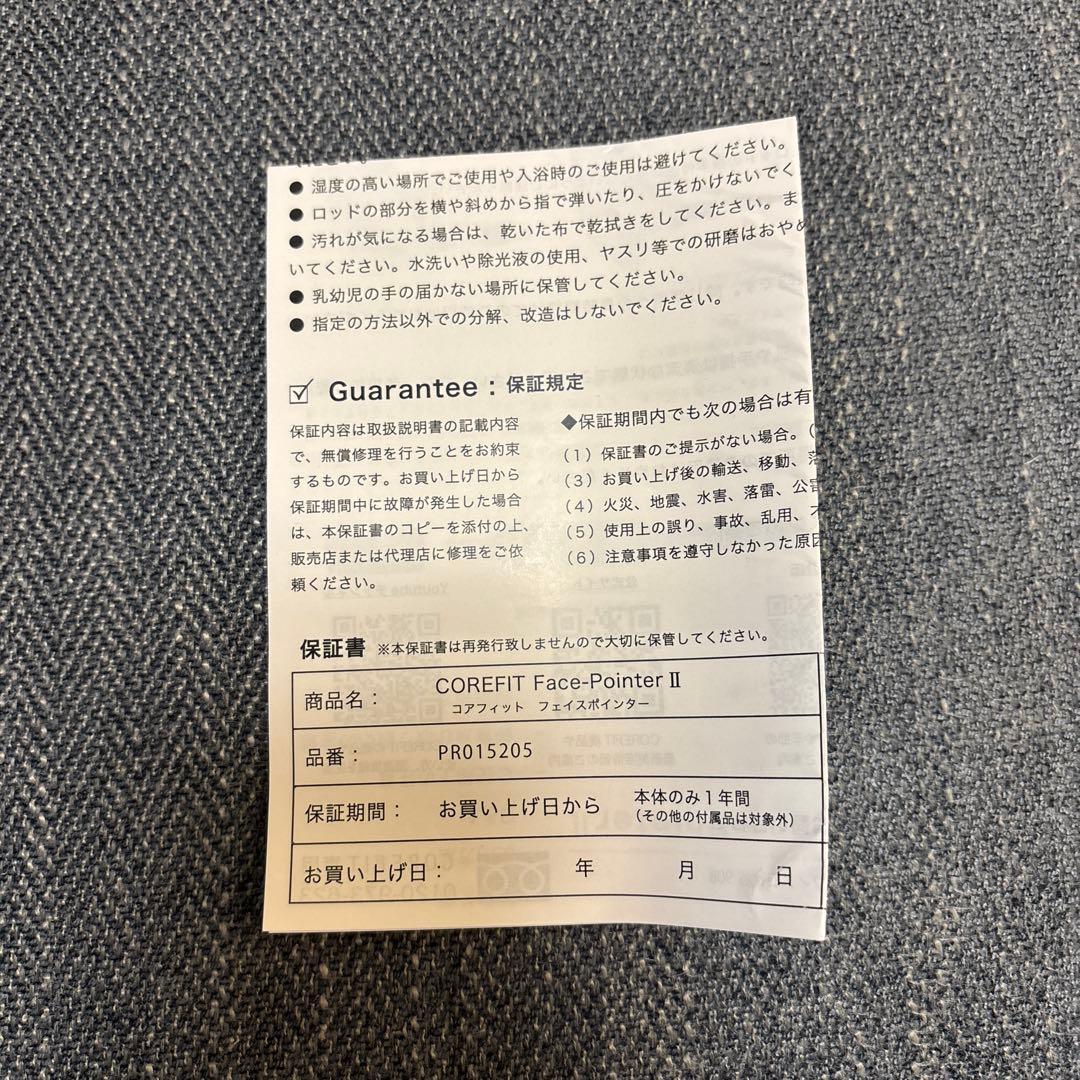 ● 湿度の高い場所でご使用や入浴時のご使用は避けてください。
● ロッドの部分を横や斜めから指で弾いたり、圧をかけないでく
● 汚れが気になる場合は、乾いた布で乾拭きをしてください。ま
いてください。水洗いや除光液の使用、ヤスリ等での研磨はおやめ
● 乳幼児の手の届かない場所に保管してください。
● 指定の方法以外での分解、改造はしないでください。
☑ Guarantee : 保証規定
保証内容は取扱説明書の記載内容
で、無償修理を行うことをお約束
するものです。お買い上げ日から
保証期間中に故障が発生した場合
は、本保証書のコピーを添付の上、
販売店または代理店に修理をご依
頼ください。
◆保証期間内でも次の場合は有
（1）保証書のご提示がない場合。（
（3）お買い上げ後の輸送、移動、落
（4）火災、地震、水害、落雷、公害
（5）使用上の誤り、事故、乱用、不
（6）注意事項を遵守しなかった原因
保証書 ※本保証書は再発行致しませんので大切に保管してください。
商品名： COREFIT Face-Pointer II
コアフィット フェイスポインター
品番： PR015205
保証期間： お買い上げ日から 本体のみ1年間
（その他の付属品は対象外）
お買い上げ日： 年 月 日